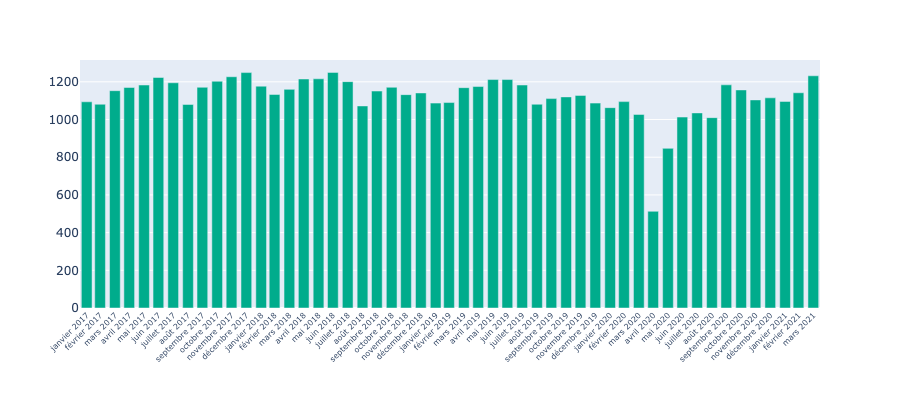 1200
1000
800
600
400
200
0
janvier 2017
février 2017
mars 2017
avril 2017
mai 2017
juin 2017
juillet 2017
août 2017
septembre 2017
octobre 2017
novembre 2017
décembre 2017
janvier 2018
février 2018
mars 2018
avril 2018
mai 2018
juin 2018
juillet 2018
août 2018
septembre 2018
octobre 2018
novembre 2018
décembre 2018
janvier 2019
février 2019
mars 2019
avril 2019
mai 2019
juin 2019
juillet 2019
août 2019
septembre 2019
octobre 2019
novembre 2019
décembre 2019
janvier 2020
février 2020
mars 2020
avril 2020
mai 2020
juin 2020
juillet 2020
août 2020
septembre 2020
octobre 2020
novembre 2020
décembre 2020
janvier 2021
février 2021
mars 2021